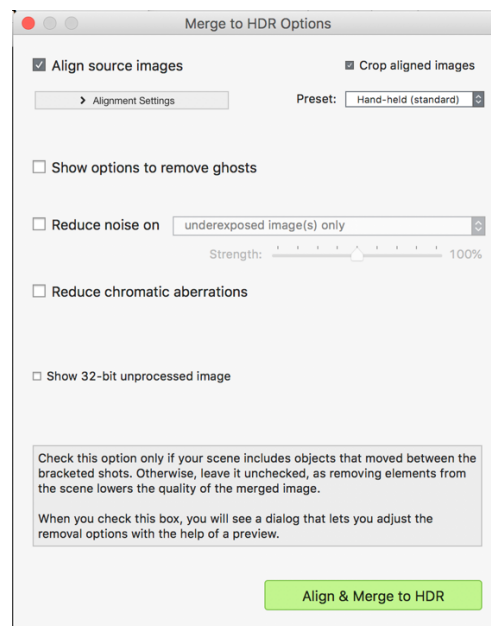 Merge to HDR Options
Align source images
Crop aligned images
Alignment Settings
Preset: Hand-held (standard)
Show options to remove ghosts
Reduce noise on underexposed image(s) only
Strength: 100%
Reduce chromatic aberrations
Show 32-bit unprocessed image
Check this option only if your scene includes objects that moved between the
bracketed shots. Otherwise, leave it unchecked, as removing elements from
the scene lowers the quality of the merged image.
When you check this box, you will see a dialog that lets you adjust the
removal options with the help of a preview.
Align & Merge to HDR